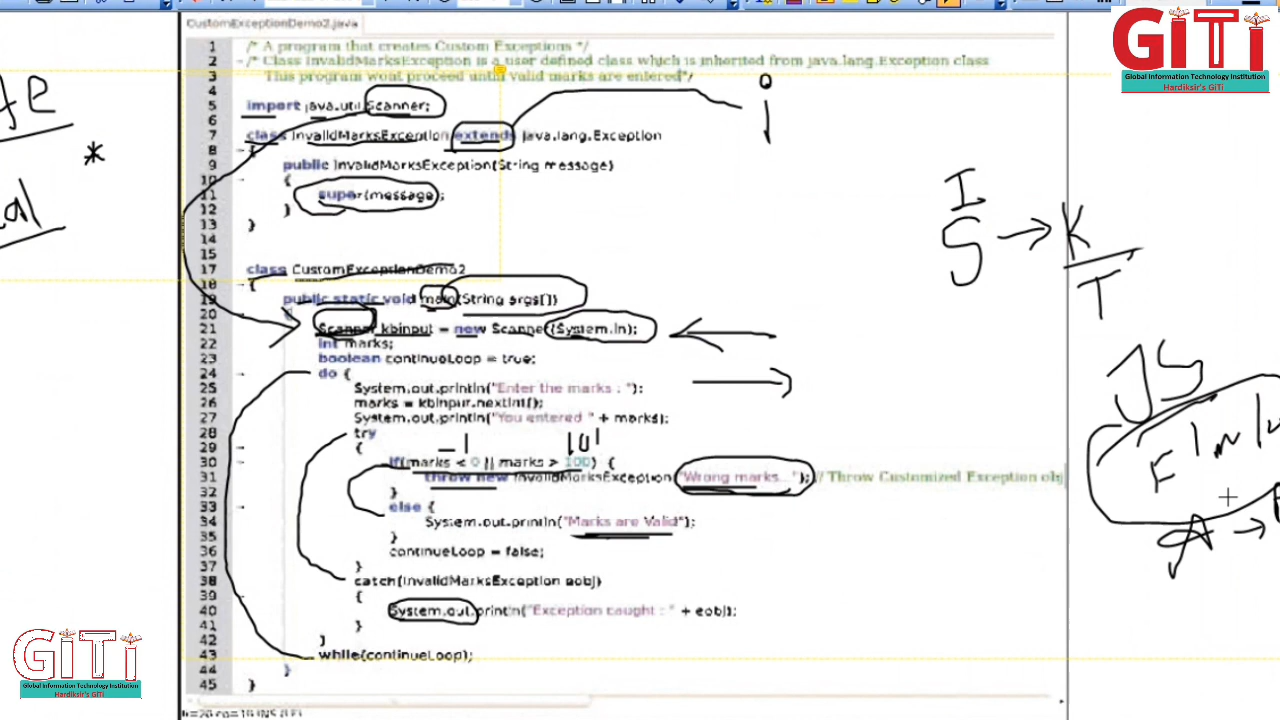 CustomExceptionDemo2.java
1 /* A program that creates Custom Exceptions */
2 /* Class InvalidMarksException is a user defined class which is inherited from java.lang.Exception class
3 This program wont proceed until valid marks are entered*/
4
5 import java.util.Scanner;
6
7 class InvalidMarksException extends java.lang.Exception
8 {
9 public InvalidMarksException(String message)
10 {
11 super(message);
12 }
13 }
14
15
17 class CustomExceptionDemo2
18 {
19 public static void main(String args[])
20 {
21 Scanner kbinput = new Scanner(System.in);
22 int marks;
23 boolean continueLoop = true;
24 do {
25 System.out.println("Enter the marks : ");
26 marks = kbinput.nextInt();
27 System.out.println("You entered " + marks);
28 try
29 {
30 if(marks < 0 || marks > 100) {
31 throw new InvalidMarksException("Wrong marks..."); // Throw Customized Exception obj
32 }
33 else {
34 System.out.println("Marks are Valid");
35 }
36 continueLoop = false;
37 }
38 catch(InvalidMarksException eobj)
39 {
40 System.out.println("Exception caught : " + eobj);
41 }
42 }
43 while(continueLoop);
44 }
45 }
-1 101
*
I
S → K
T
JS
A →
GiTi
Global Information Technology Institution
Hardiksir's GiTi
GiTi
Global Information Technology Institution
Hardiksir's GiTi